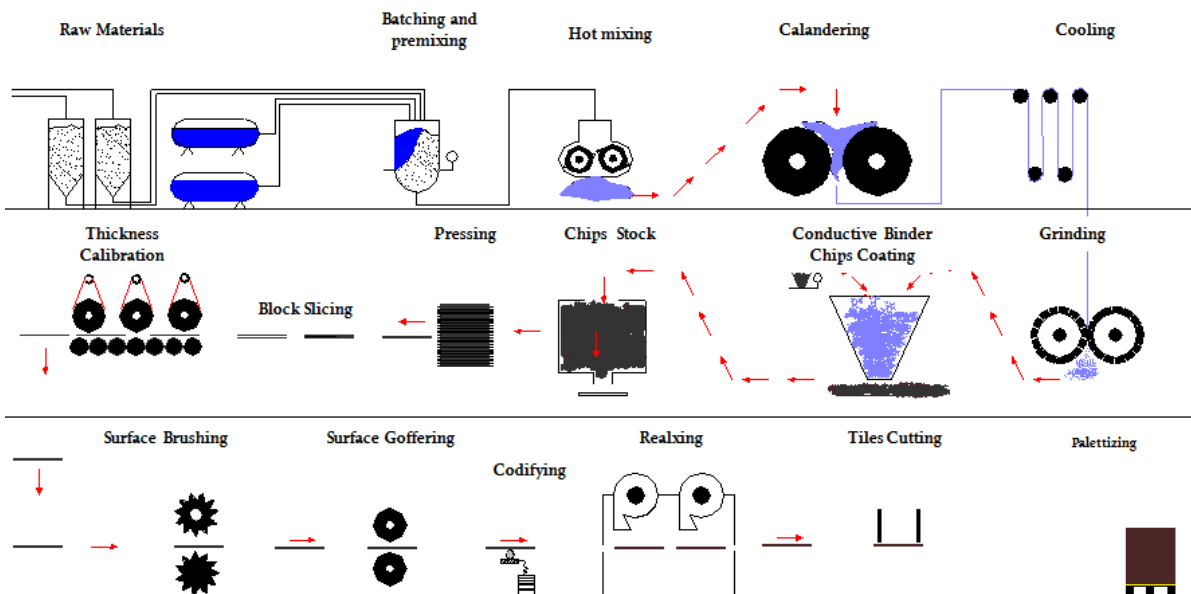 Raw Materials
Batching and
premixing
Hot mixing
Calandering
Cooling
Thickness
Calibration
Block Slicing
Pressing
Chips Stock
Conductive Binder
Chips Coating
Grinding
Surface Brushing
Surface Goffering
Codifying
Realxing
Tiles Cutting
Palettizing